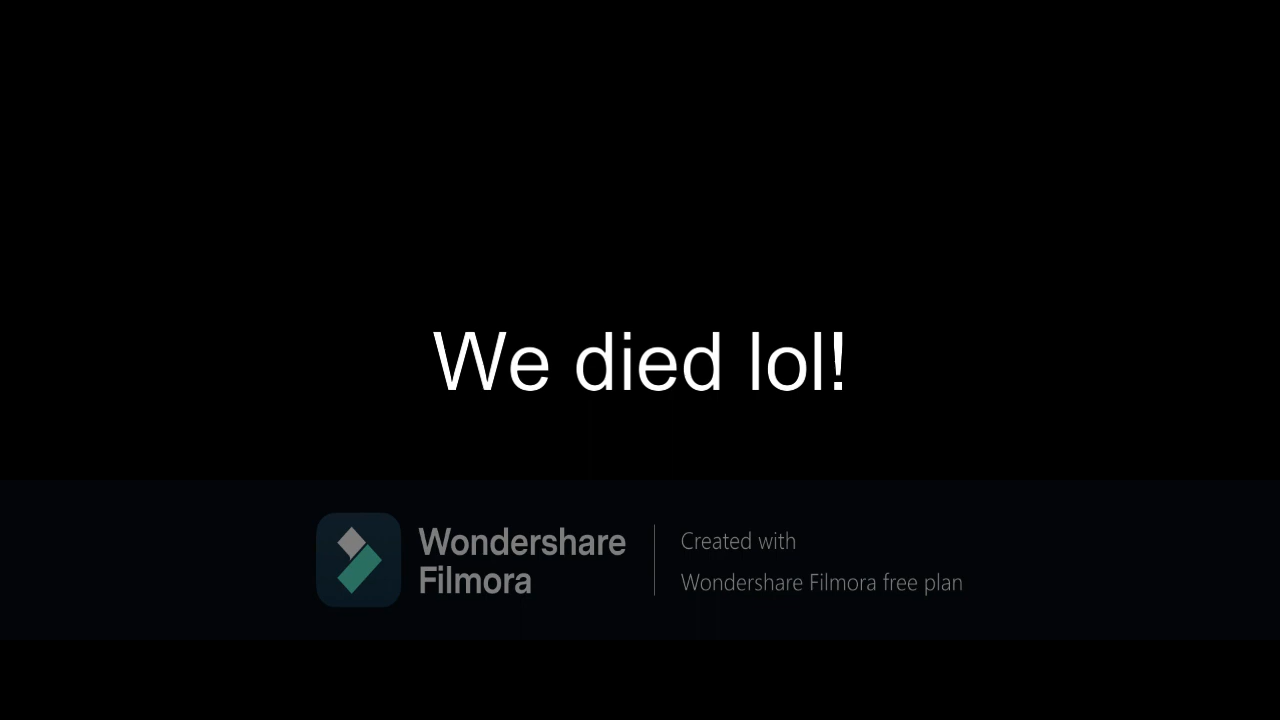 We died lol!
Wondershare
Filmora
Created with
Wondershare Filmora free plan